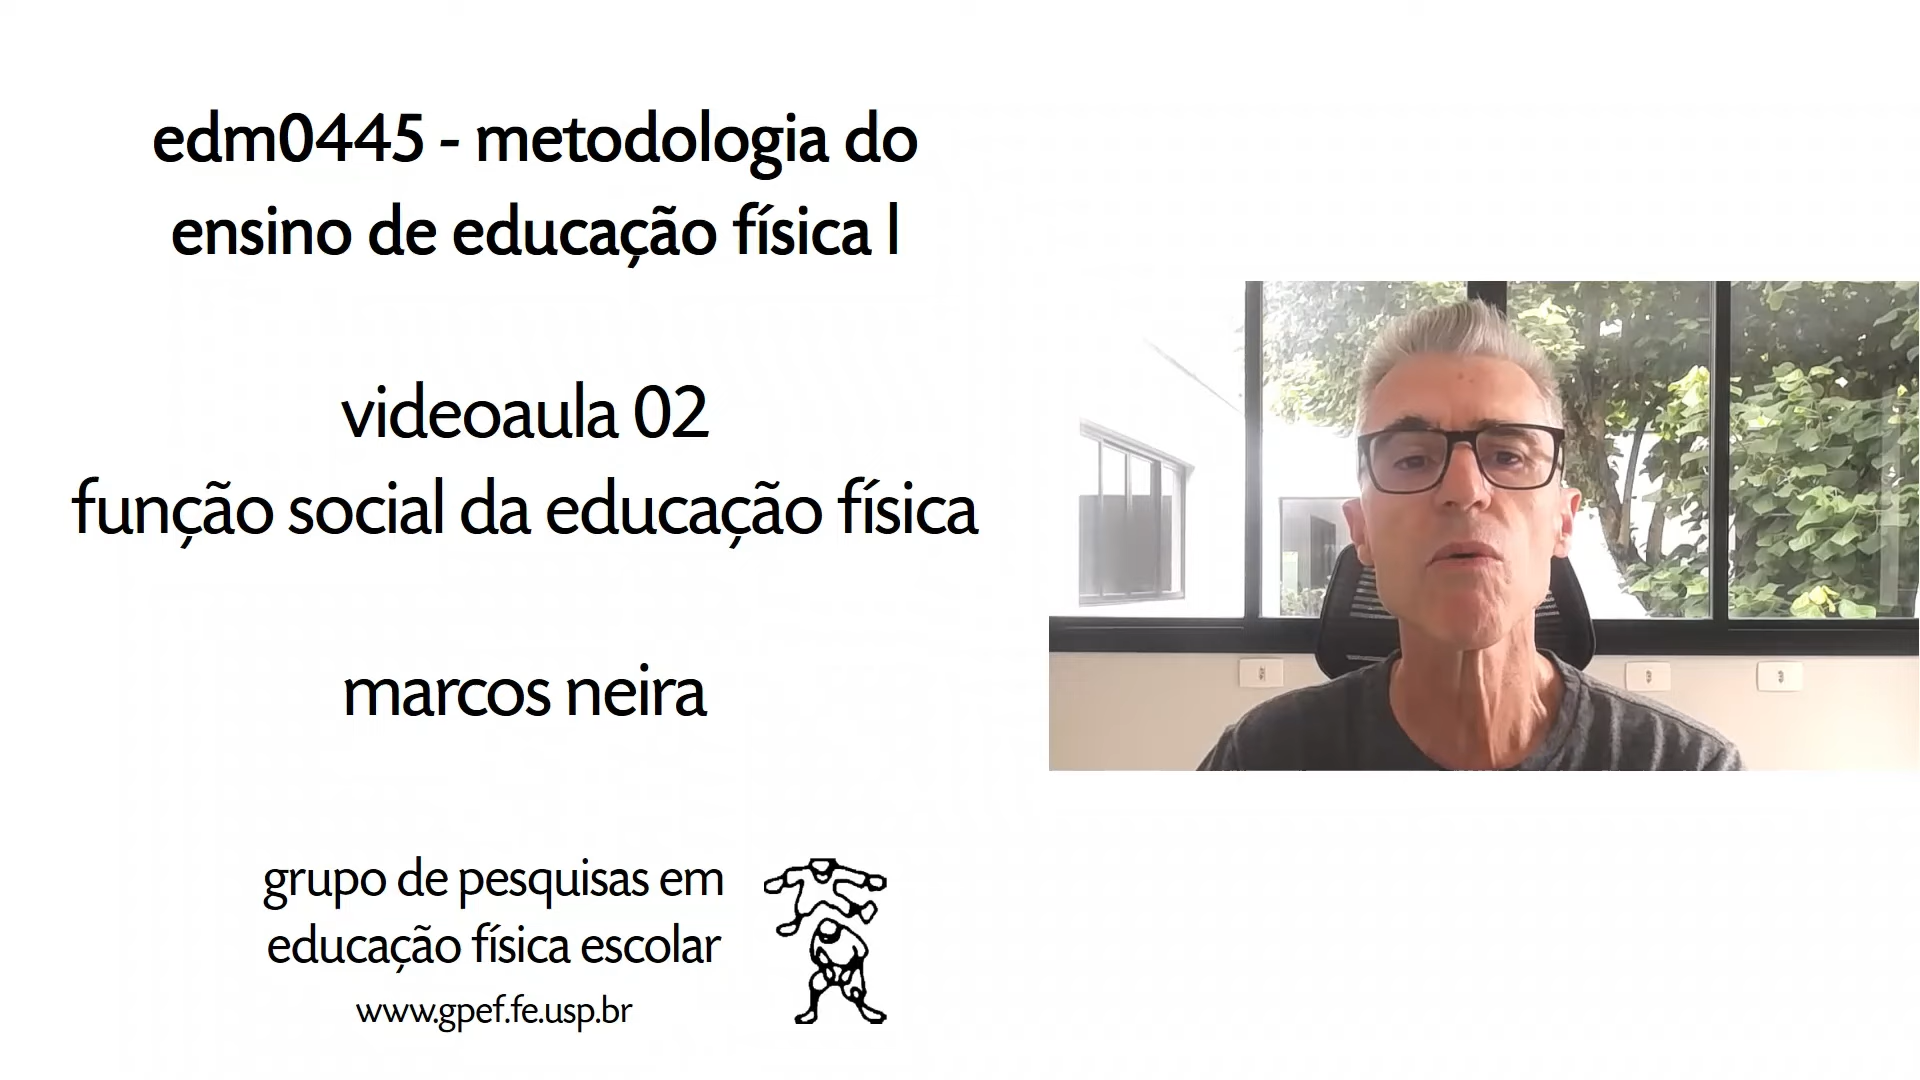 edm0445 - metodologia do
ensino de educação física I
videoaula 02
função social da educação física
marcos neira
grupo de pesquisas em
educação física escolar
www.gpef.fe.usp.br